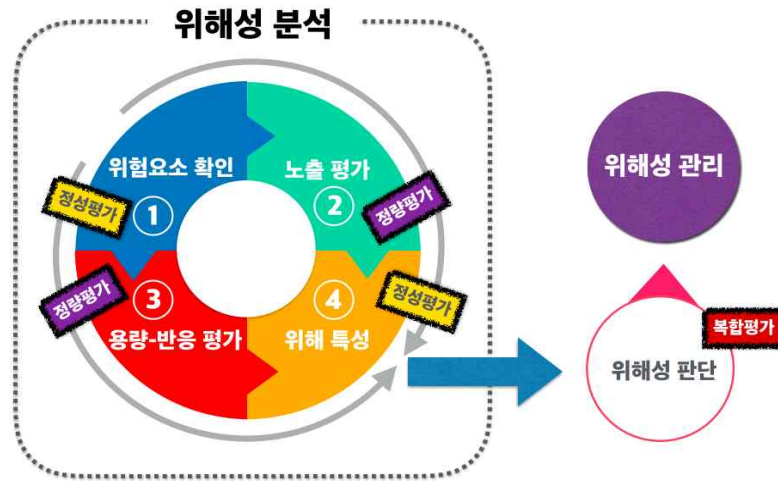 위해성 분석
위험요소 확인
①
정성평가
노출 평가
②
정량평가
정량평가
③
용량-반응 평가
④
위해 특성
정성평가
위해성 관리
복합평가
위해성 판단